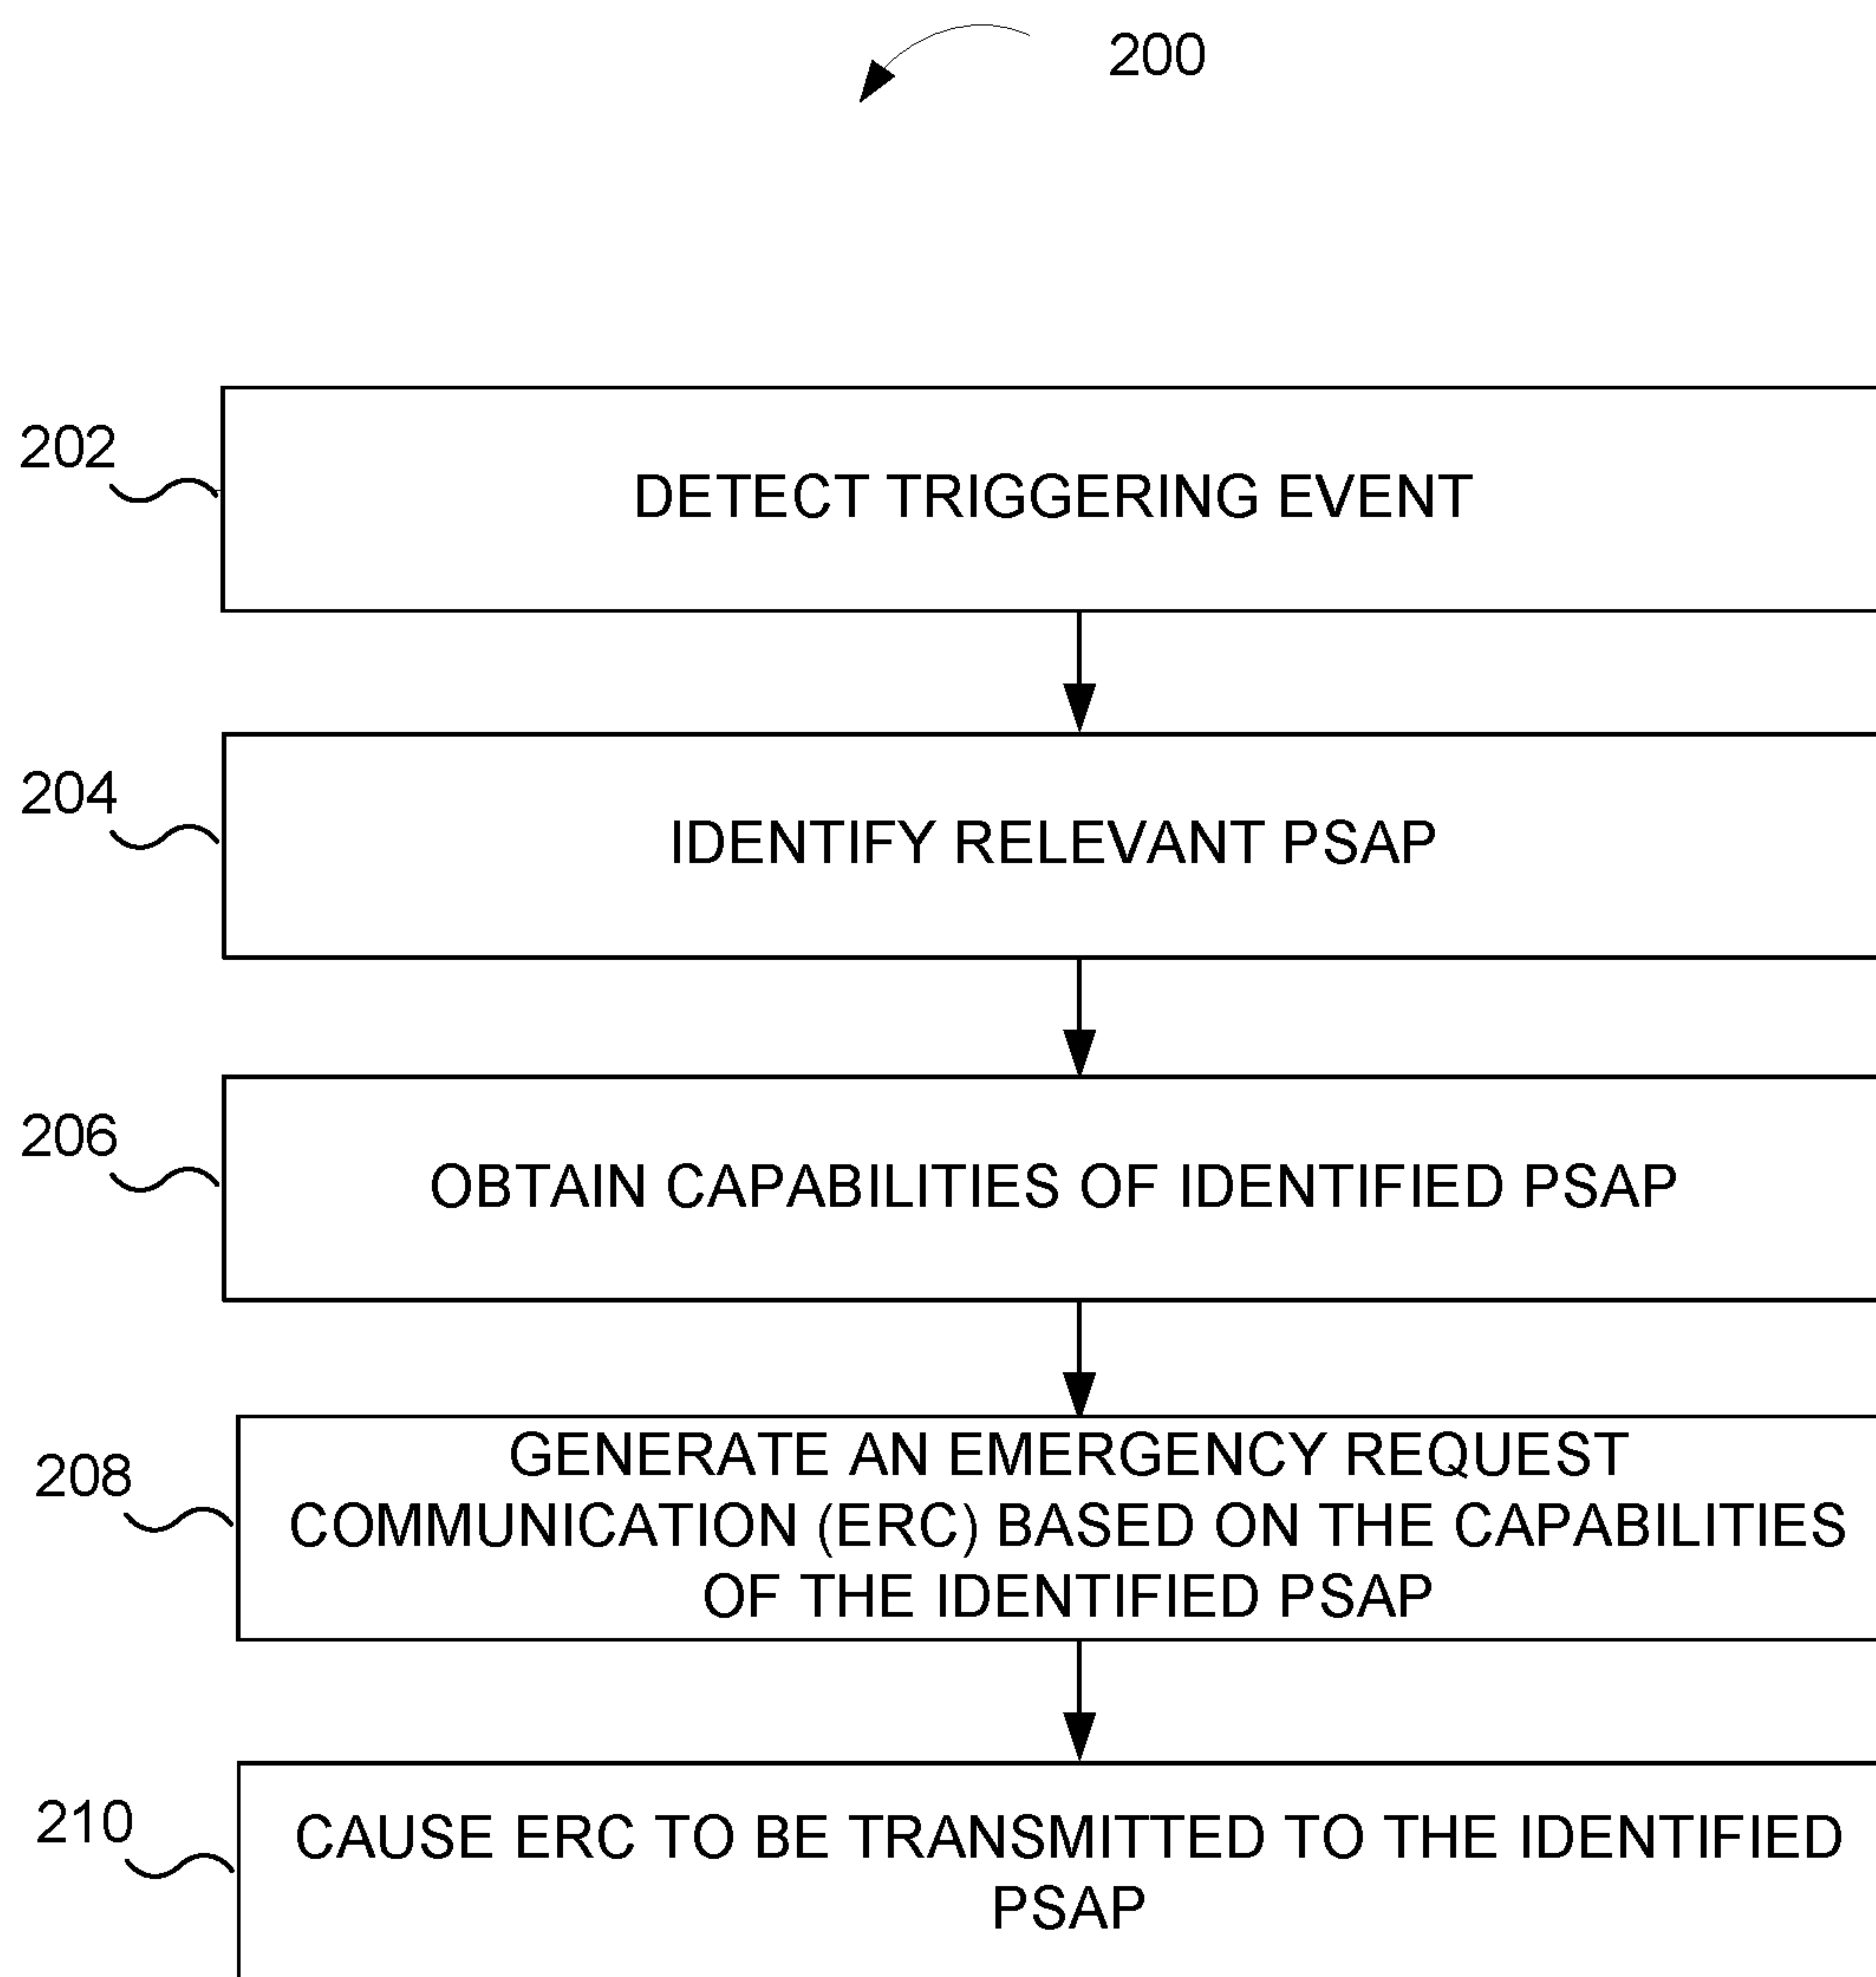 200
202
DETECT TRIGGERING EVENT
204
IDENTIFY RELEVANT PSAP
206
OBTAIN CAPABILITIES OF IDENTIFIED PSAP
208
GENERATE AN EMERGENCY REQUEST
COMMUNICATION (ERC) BASED ON THE CAPABILITIES
OF THE IDENTIFIED PSAP
210
CAUSE ERC TO BE TRANSMITTED TO THE IDENTIFIED
PSAP